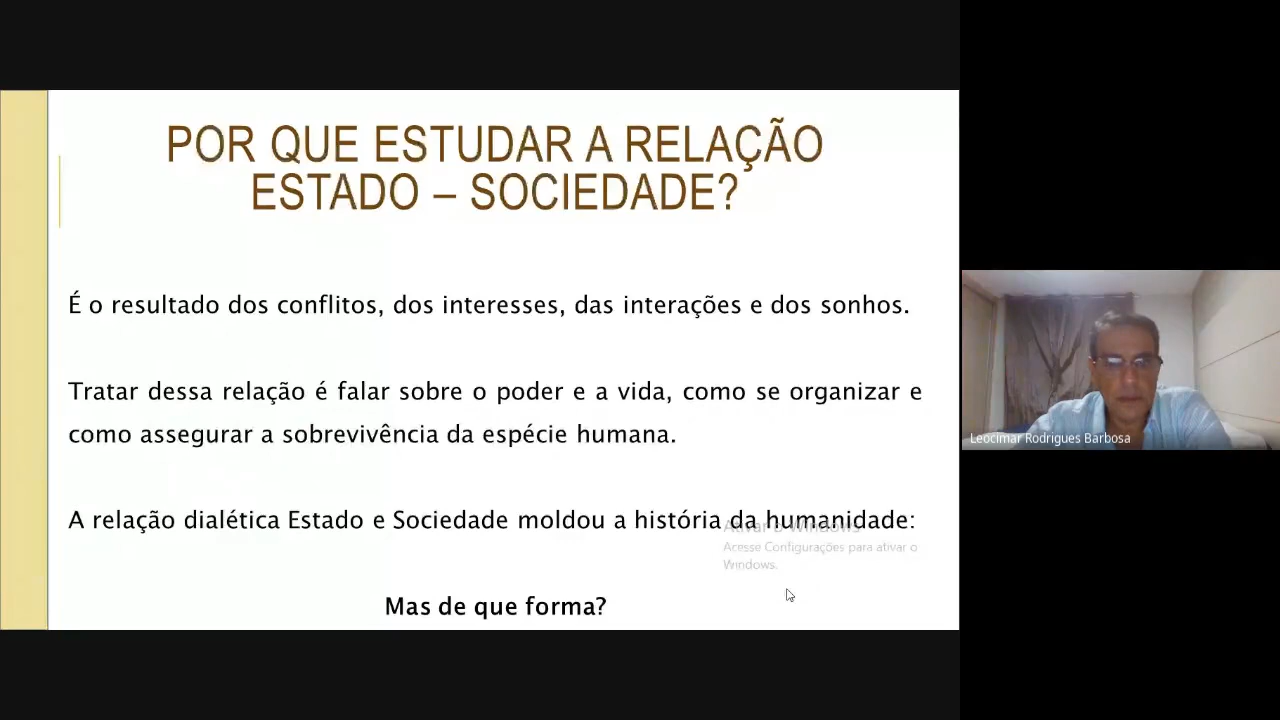 POR QUE ESTUDAR A RELAÇÃO
ESTADO – SOCIEDADE?
É o resultado dos conflitos, dos interesses, das interações e dos sonhos.
Tratar dessa relação é falar sobre o poder e a vida, como se organizar e
como assegurar a sobrevivência da espécie humana.
A relação dialética Estado e Sociedade moldou a história da humanidade:
Ativar o Windows
Acesse Configurações para ativar o
Windows.
Mas de que forma?
Leocimar Rodrigues Barbosa